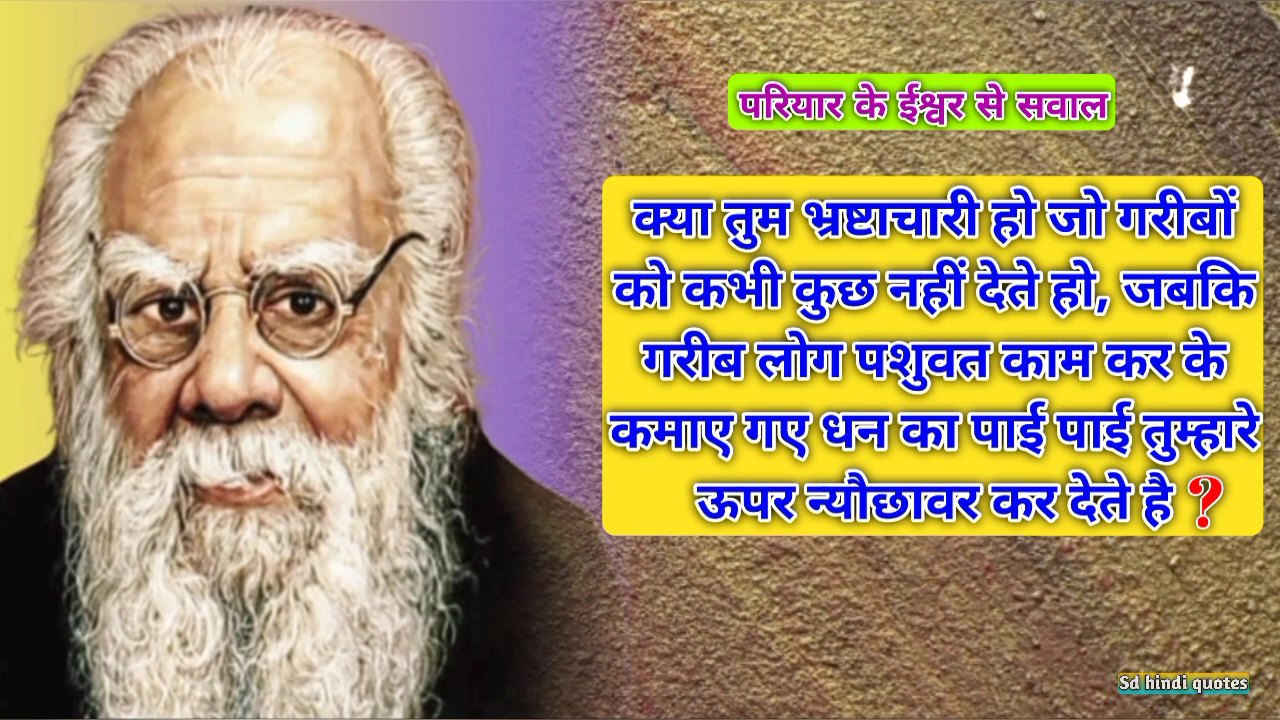 परियार के ईश्वर से सवाल
क्या तुम भ्रष्टाचारी हो जो गरीबों
को कभी कुछ नहीं देते हो, जबकि
गरीब लोग पशुवत काम कर के
कमाए गए धन का पाई पाई तुम्हारे
ऊपर न्यौछावर कर देते है ?
Sd hindi quotes